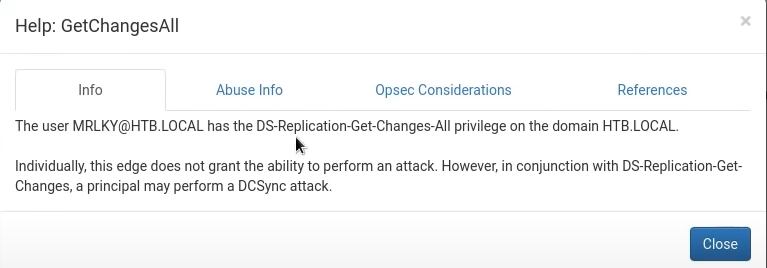 Help: GetChangesAll
×
Info
Abuse Info
Opsec Considerations
References
The user MRLKY@HTB.LOCAL has the DS-Replication-Get-Changes-All privilege on the domain HTB.LOCAL.
Individually, this edge does not grant the ability to perform an attack. However, in conjunction with DS-Replication-Get-
Changes, a principal may perform a DCSync attack.
Close